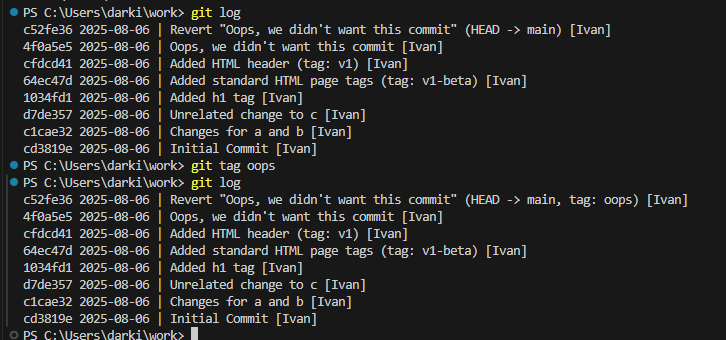 PS C:\Users\darki\work> git log
c52fe36 2025-08-06 | Revert "Oops, we didn't want this commit" (HEAD -> main) [Ivan]
4f0a5e5 2025-08-06 | Oops, we didn't want this commit [Ivan]
cfdcd41 2025-08-06 | Added HTML header (tag: v1) [Ivan]
64ec47d 2025-08-06 | Added standard HTML page tags (tag: v1-beta) [Ivan]
1034fd1 2025-08-06 | Added h1 tag [Ivan]
d7de357 2025-08-06 | Unrelated change to c [Ivan]
c1cae32 2025-08-06 | Changes for a and b [Ivan]
cd3819e 2025-08-06 | Initial Commit [Ivan]
PS C:\Users\darki\work> git tag oops
PS C:\Users\darki\work> git log
c52fe36 2025-08-06 | Revert "Oops, we didn't want this commit" (HEAD -> main, tag: oops) [Ivan]
4f0a5e5 2025-08-06 | Oops, we didn't want this commit [Ivan]
cfdcd41 2025-08-06 | Added HTML header (tag: v1) [Ivan]
64ec47d 2025-08-06 | Added standard HTML page tags (tag: v1-beta) [Ivan]
1034fd1 2025-08-06 | Added h1 tag [Ivan]
d7de357 2025-08-06 | Unrelated change to c [Ivan]
c1cae32 2025-08-06 | Changes for a and b [Ivan]
cd3819e 2025-08-06 | Initial Commit [Ivan]
PS C:\Users\darki\work>